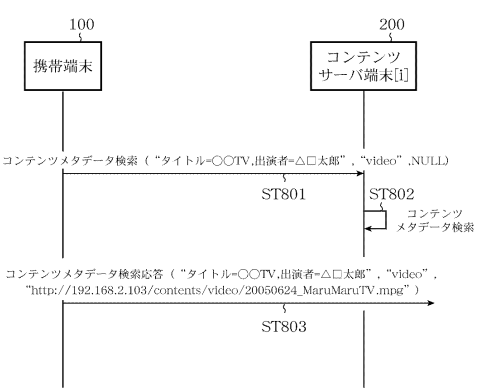 100
200
携帯端末
コンテンツ
サーバ端末[i]
コンテンツメタデータ検索（“タイトル=○○TV,出演者=△□太郎”,“video”,NULL)
ST801
ST802
コンテンツ
メタデータ検索
コンテンツメタデータ検索応答（“タイトル=○○TV,出演者=△□太郎”,“video”,
“http://192.168.2.103/contents/video/20050624_MaruMaruTV.mpg”）
ST803